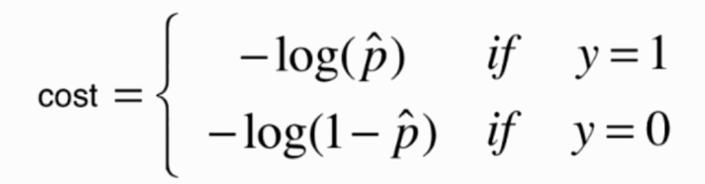 cost = { −log(p̂) if y = 1
−log(1 − p̂) if y = 0